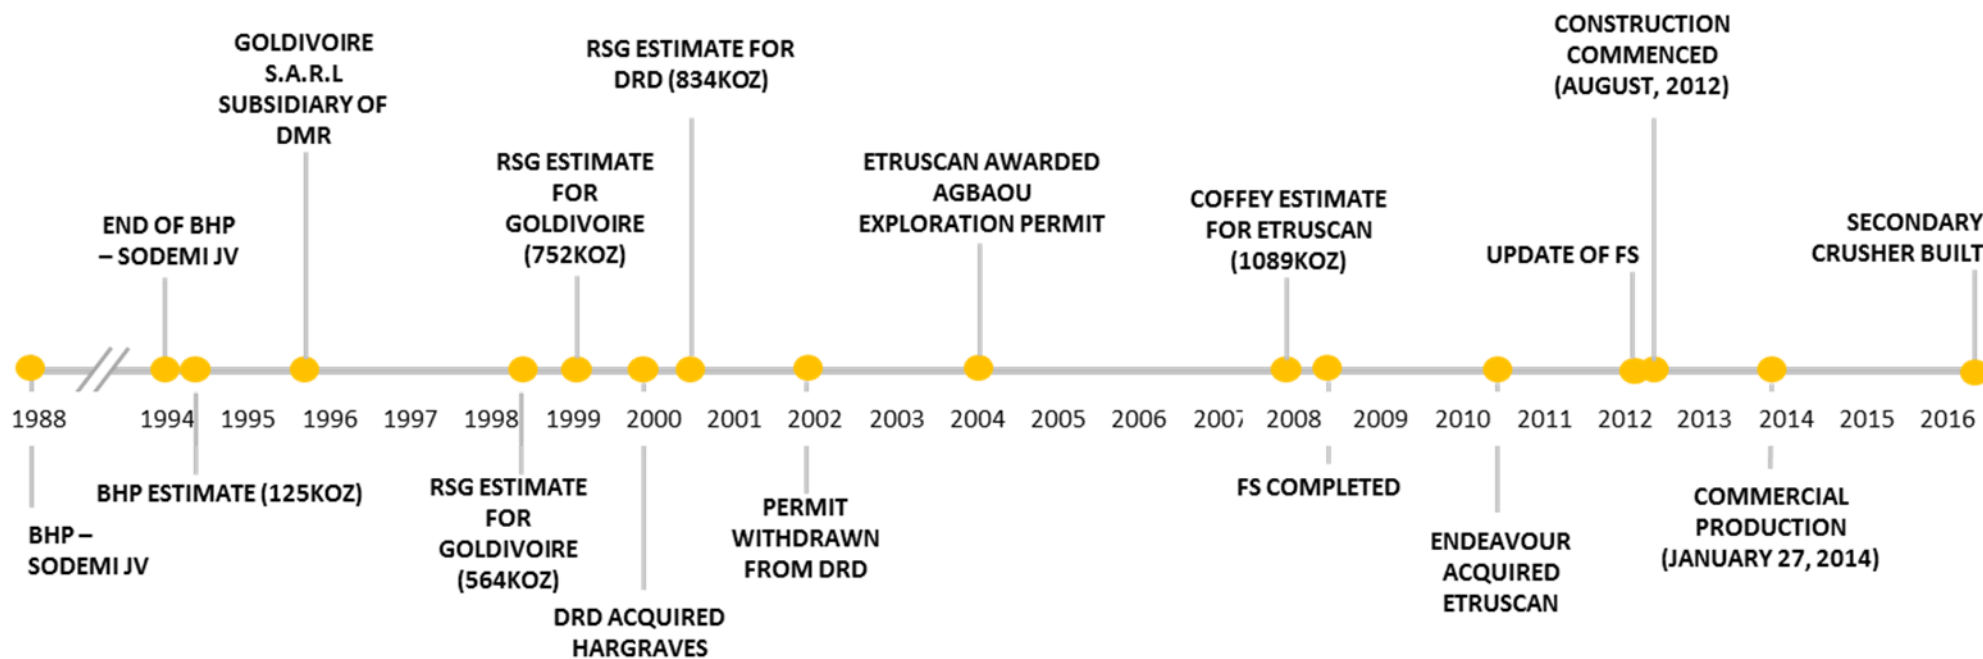 GOLDIVOIRE
S.A.R.L
SUBSIDIARY OF
DMR
RSG ESTIMATE FOR
DRD (834KOZ)
CONSTRUCTION
COMMENCED
(AUGUST, 2012)
END OF BHP
– SODEMI JV
RSG ESTIMATE
FOR
GOLDIVOIRE
(752KOZ)
ETRUSCAN AWARDED
AGBAOU
EXPLORATION PERMIT
COFFEY ESTIMATE
FOR ETRUSCAN
(1089KOZ)
UPDATE OF FS
SECONDARY
CRUSHER BUILT
1988 1994 1995 1996 1997 1998 1999 2000 2001 2002 2003 2004 2005 2006 2007 2008 2009 2010 2011 2012 2013 2014 2015 2016
BHP –
SODEMI JV
BHP ESTIMATE (125KOZ)
RSG ESTIMATE
FOR
GOLDIVOIRE
(564KOZ)
DRD ACQUIRED
HARGRAVES
PERMIT
WITHDRAWN
FROM DRD
FS COMPLETED
ENDEAVOUR
ACQUIRED
ETRUSCAN
COMMERCIAL
PRODUCTION
(JANUARY 27, 2014)